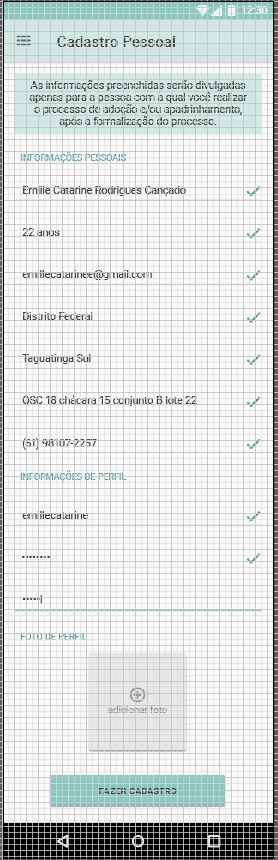 12:30
Cadastro Pessoal
As informações preenchidas serão divulgadas
apenas para a pessoa com a qual você realizar
o processo de adoção e/ou apadrinhamento,
após a formalização do processo.
INFORMAÇÕES PESSOAIS
Emilie Catarine Rodrigues Cançado
22 anos
emiliecatarinee@gmail.com
Distrito Federal
Taguatinga Sul
QSC 18 chácara 15 conjunto B lote 22
(61) 98107-2257
INFORMAÇÕES DE PERFIL
emiliecatarine
••••••••
•••••|
FOTO DE PERFIL
adicionar foto
FAZER CADASTRO